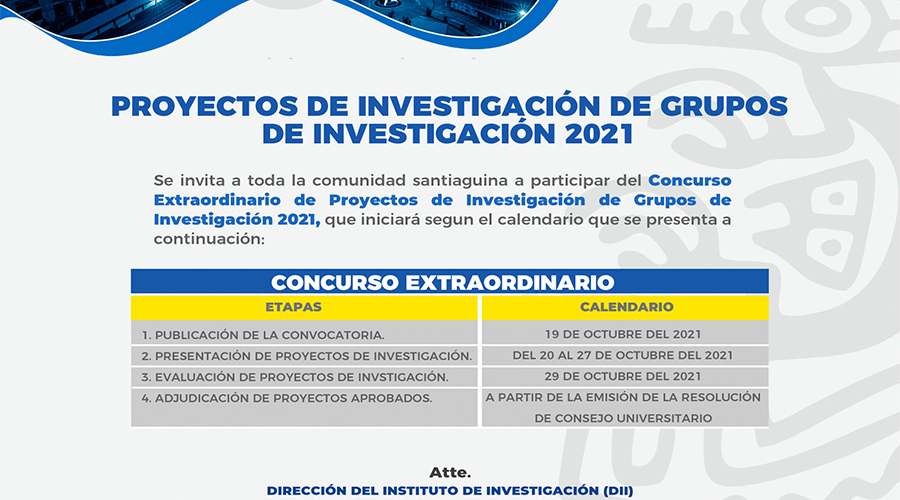 PROYECTOS DE INVESTIGACIÓN DE GRUPOS
DE INVESTIGACIÓN 2021
Se invita a toda la comunidad santiaguina a participar del Concurso
Extraordinario de Proyectos de Investigación de Grupos de
Investigación 2021, que iniciará segun el calendario que se presenta a
continuación:
CONCURSO EXTRAORDINARIO
ETAPAS CALENDARIO
1. PUBLICACIÓN DE LA CONVOCATORIA. 19 DE OCTUBRE DEL 2021
2. PRESENTACIÓN DE PROYECTOS DE INVESTIGACIÓN. DEL 20 AL 27 DE OCTUBRE DEL 2021
3. EVALUACIÓN DE PROYECTOS DE INVSTIGACIÓN. 29 DE OCTUBRE DEL 2021
4. ADJUDICACIÓN DE PROYECTOS APROBADOS. A PARTIR DE LA EMISIÓN DE LA RESOLUCIÓN
DE CONSEJO UNIVERSITARIO
Atte.
DIRECCIÓN DEL INSTITUTO DE INVESTIGACIÓN (DII)